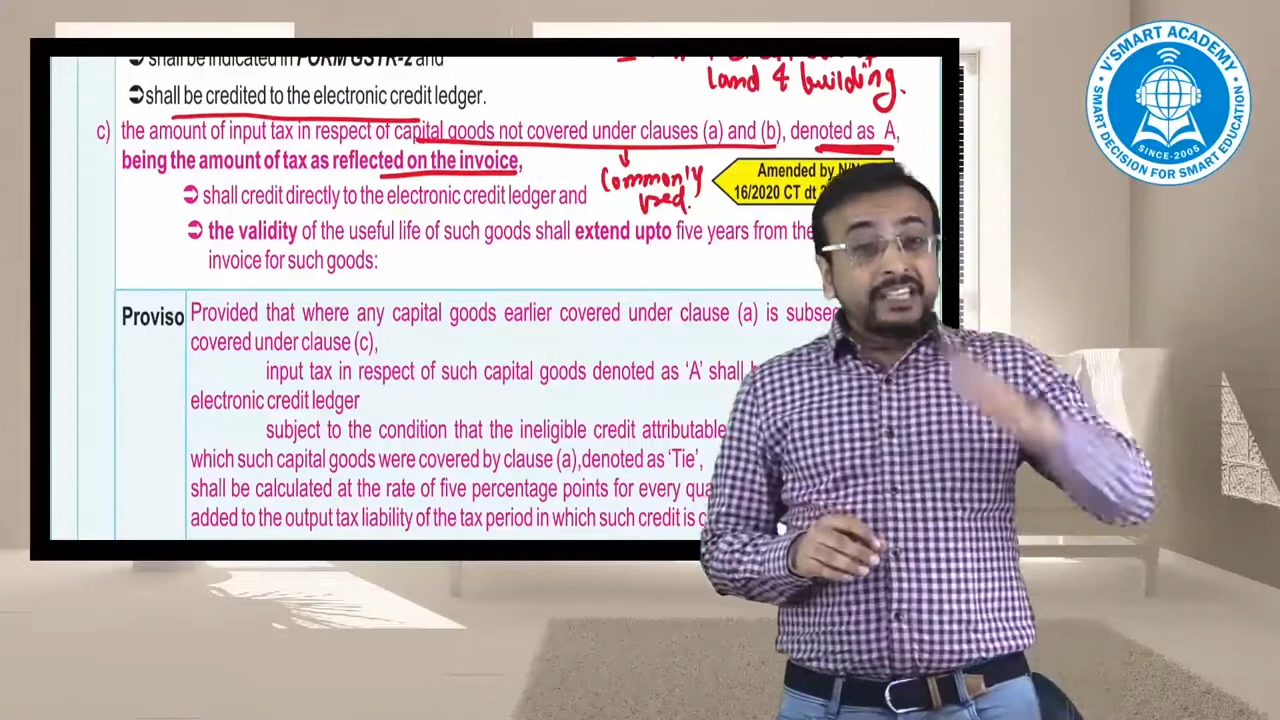 ➲shall be indicated in FORM GSTR-2 and
➲shall be credited to the electronic credit ledger.
land & building.
c) the amount of input tax in respect of capital goods not covered under clauses (a) and (b), denoted as A,
being the amount of tax as reflected on the invoice,
Commonly
used.
Amended by N/N
16/2020 CT dt
➲ shall credit directly to the electronic credit ledger and
➲ the validity of the useful life of such goods shall extend upto five years from the
invoice for such goods:
Proviso
Provided that where any capital goods earlier covered under clause (a) is
covered under clause (c),
input tax in respect of such capital goods denoted as ‘A’ shall
electronic credit ledger
subject to the condition that the ineligible credit attributable
which such capital goods were covered by clause (a),denoted as ‘Tie’,
shall be calculated at the rate of five percentage points for every
added to the output tax liability of the tax period in which such credit is
V'SMART ACADEMY
SMART DECISION FOR SMART EDUCATION
SINCE-2005